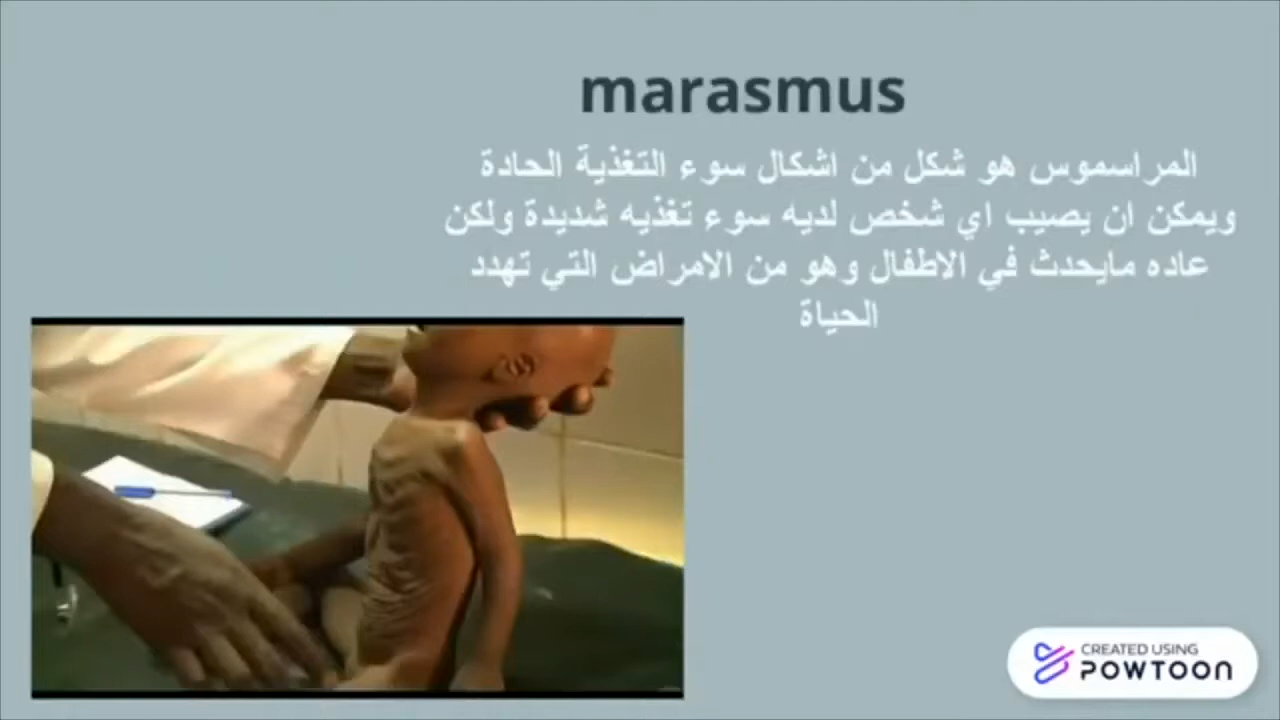 marasmus
المراسموس هو شكل من اشكال سوء التغذية الحادة
ويمكن ان يصيب اي شخص لديه سوء تغذيه شديدة ولكن
عاده مايحدث في الاطفال وهو من الامراض التي تهدد
الحياة
CREATED USING
POWTOON